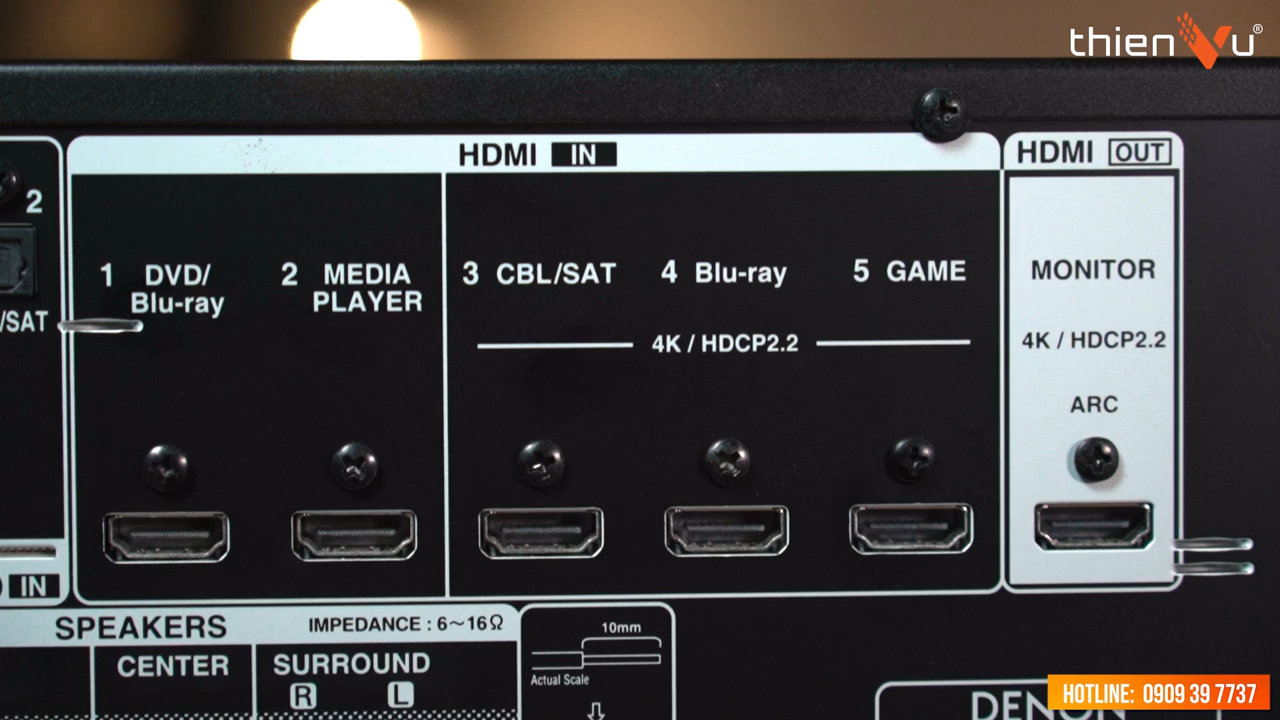 thienVu®
HDMI IN
HDMI OUT
2
/SAT
1 DVD/
Blu-ray
2 MEDIA
PLAYER
3 CBL/SAT
4 Blu-ray
5 GAME
4K / HDCP2.2
MONITOR
4K / HDCP2.2
ARC
IN
SPEAKERS
IMPEDANCE : 6~16Ω
CENTER
SURROUND
R L
10mm
Actual Scale
DENON
HOTLINE: 0909 39 7737